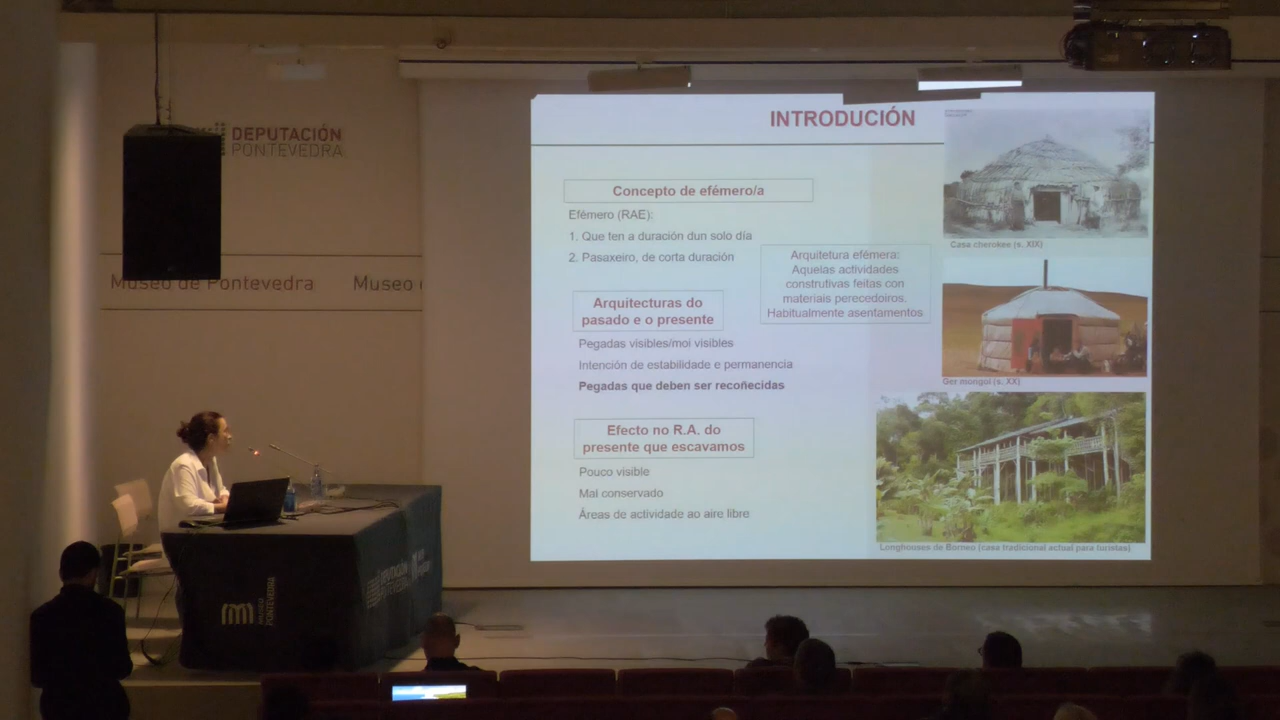 DEPUTACIÓN
PONTEVEDRA
Museo de Pontevedra
Museo
INTRODUCIÓN
Concepto de efémero/a
Efémero (RAE):
1. Que ten a duración dun solo día
2. Pasaxeiro, de corta duración
Arquitetura efémera:
Aquelas actividades
construtivas feitas con
materiais perecedoiros.
Habitualmente asentamentos
Arquitecturas do
pasado e o presente
Pegadas visibles/moi visibles
Intención de estabilidade e permanencia
Pegadas que deben ser recoñecidas
Efecto no R.A. do
presente que escavamos
Pouco visible
Mal conservado
Áreas de actividade ao aire libre
Casa cherokee (s. XIX)
Ger mongol (s. XX)
Longhouses de Borneo (casa tradicional actual para turistas)
MUSEO
PONTEVEDRA
DEPUTACIÓN